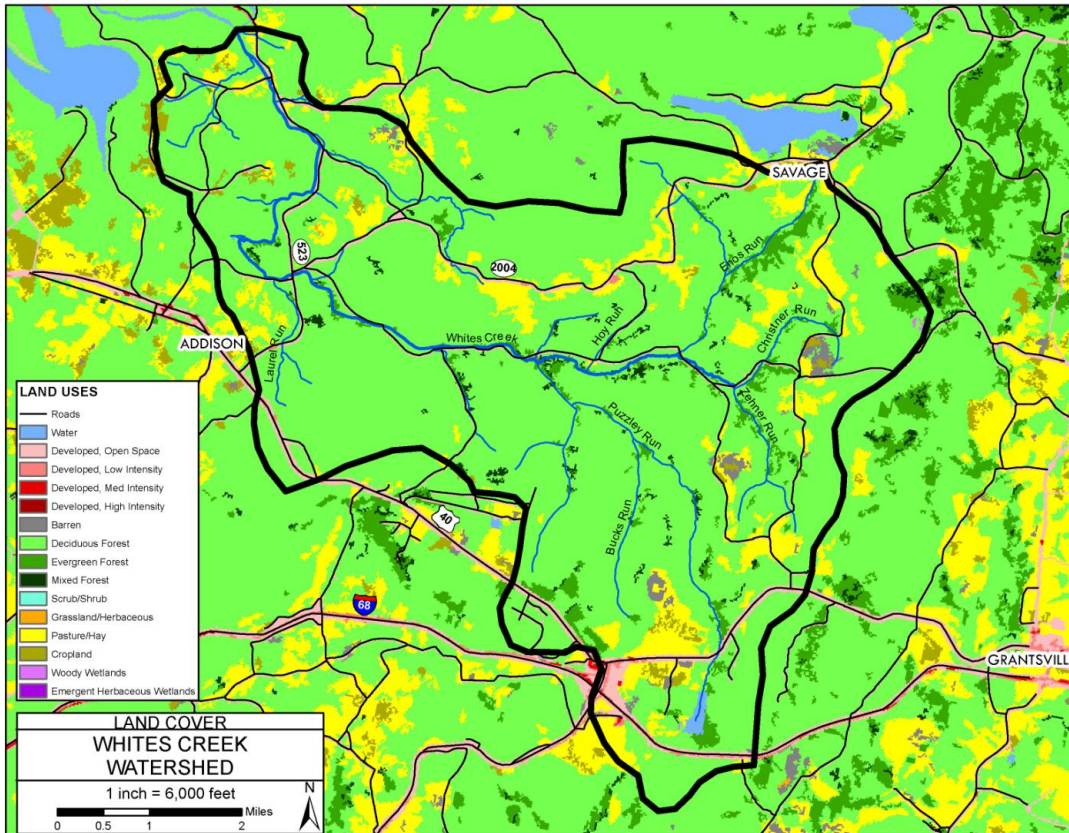 SAVAGE
Enos Run
523
2004
Christner Run
Hoy Run
Whites Creek
ADDISON
Laurel Run
Zehner Run
Puzzley Run
Bucks Run
40
68
GRANTSVILL
LAND USES
Roads
Water
Developed, Open Space
Developed, Low Intensity
Developed, Med Intensity
Developed, High Intensity
Barren
Deciduous Forest
Evergreen Forest
Mixed Forest
Scrub/Shrub
Grassland/Herbaceous
Pasture/Hay
Cropland
Woody Wetlands
Emergent Herbaceous Wetlands
LAND COVER
WHITES CREEK
WATERSHED
1 inch = 6,000 feet
N
Miles
0 0.5 1 2